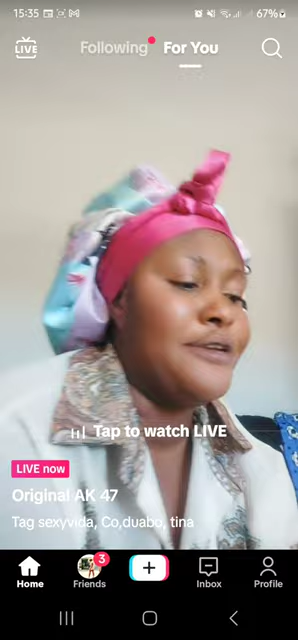 15:35
67%
LIVE
Following
For You
Tap to watch LIVE
LIVE now
Original AK 47
Tag sexyvida, Co,duabo, tina
3
Home
Friends
Inbox
Profile